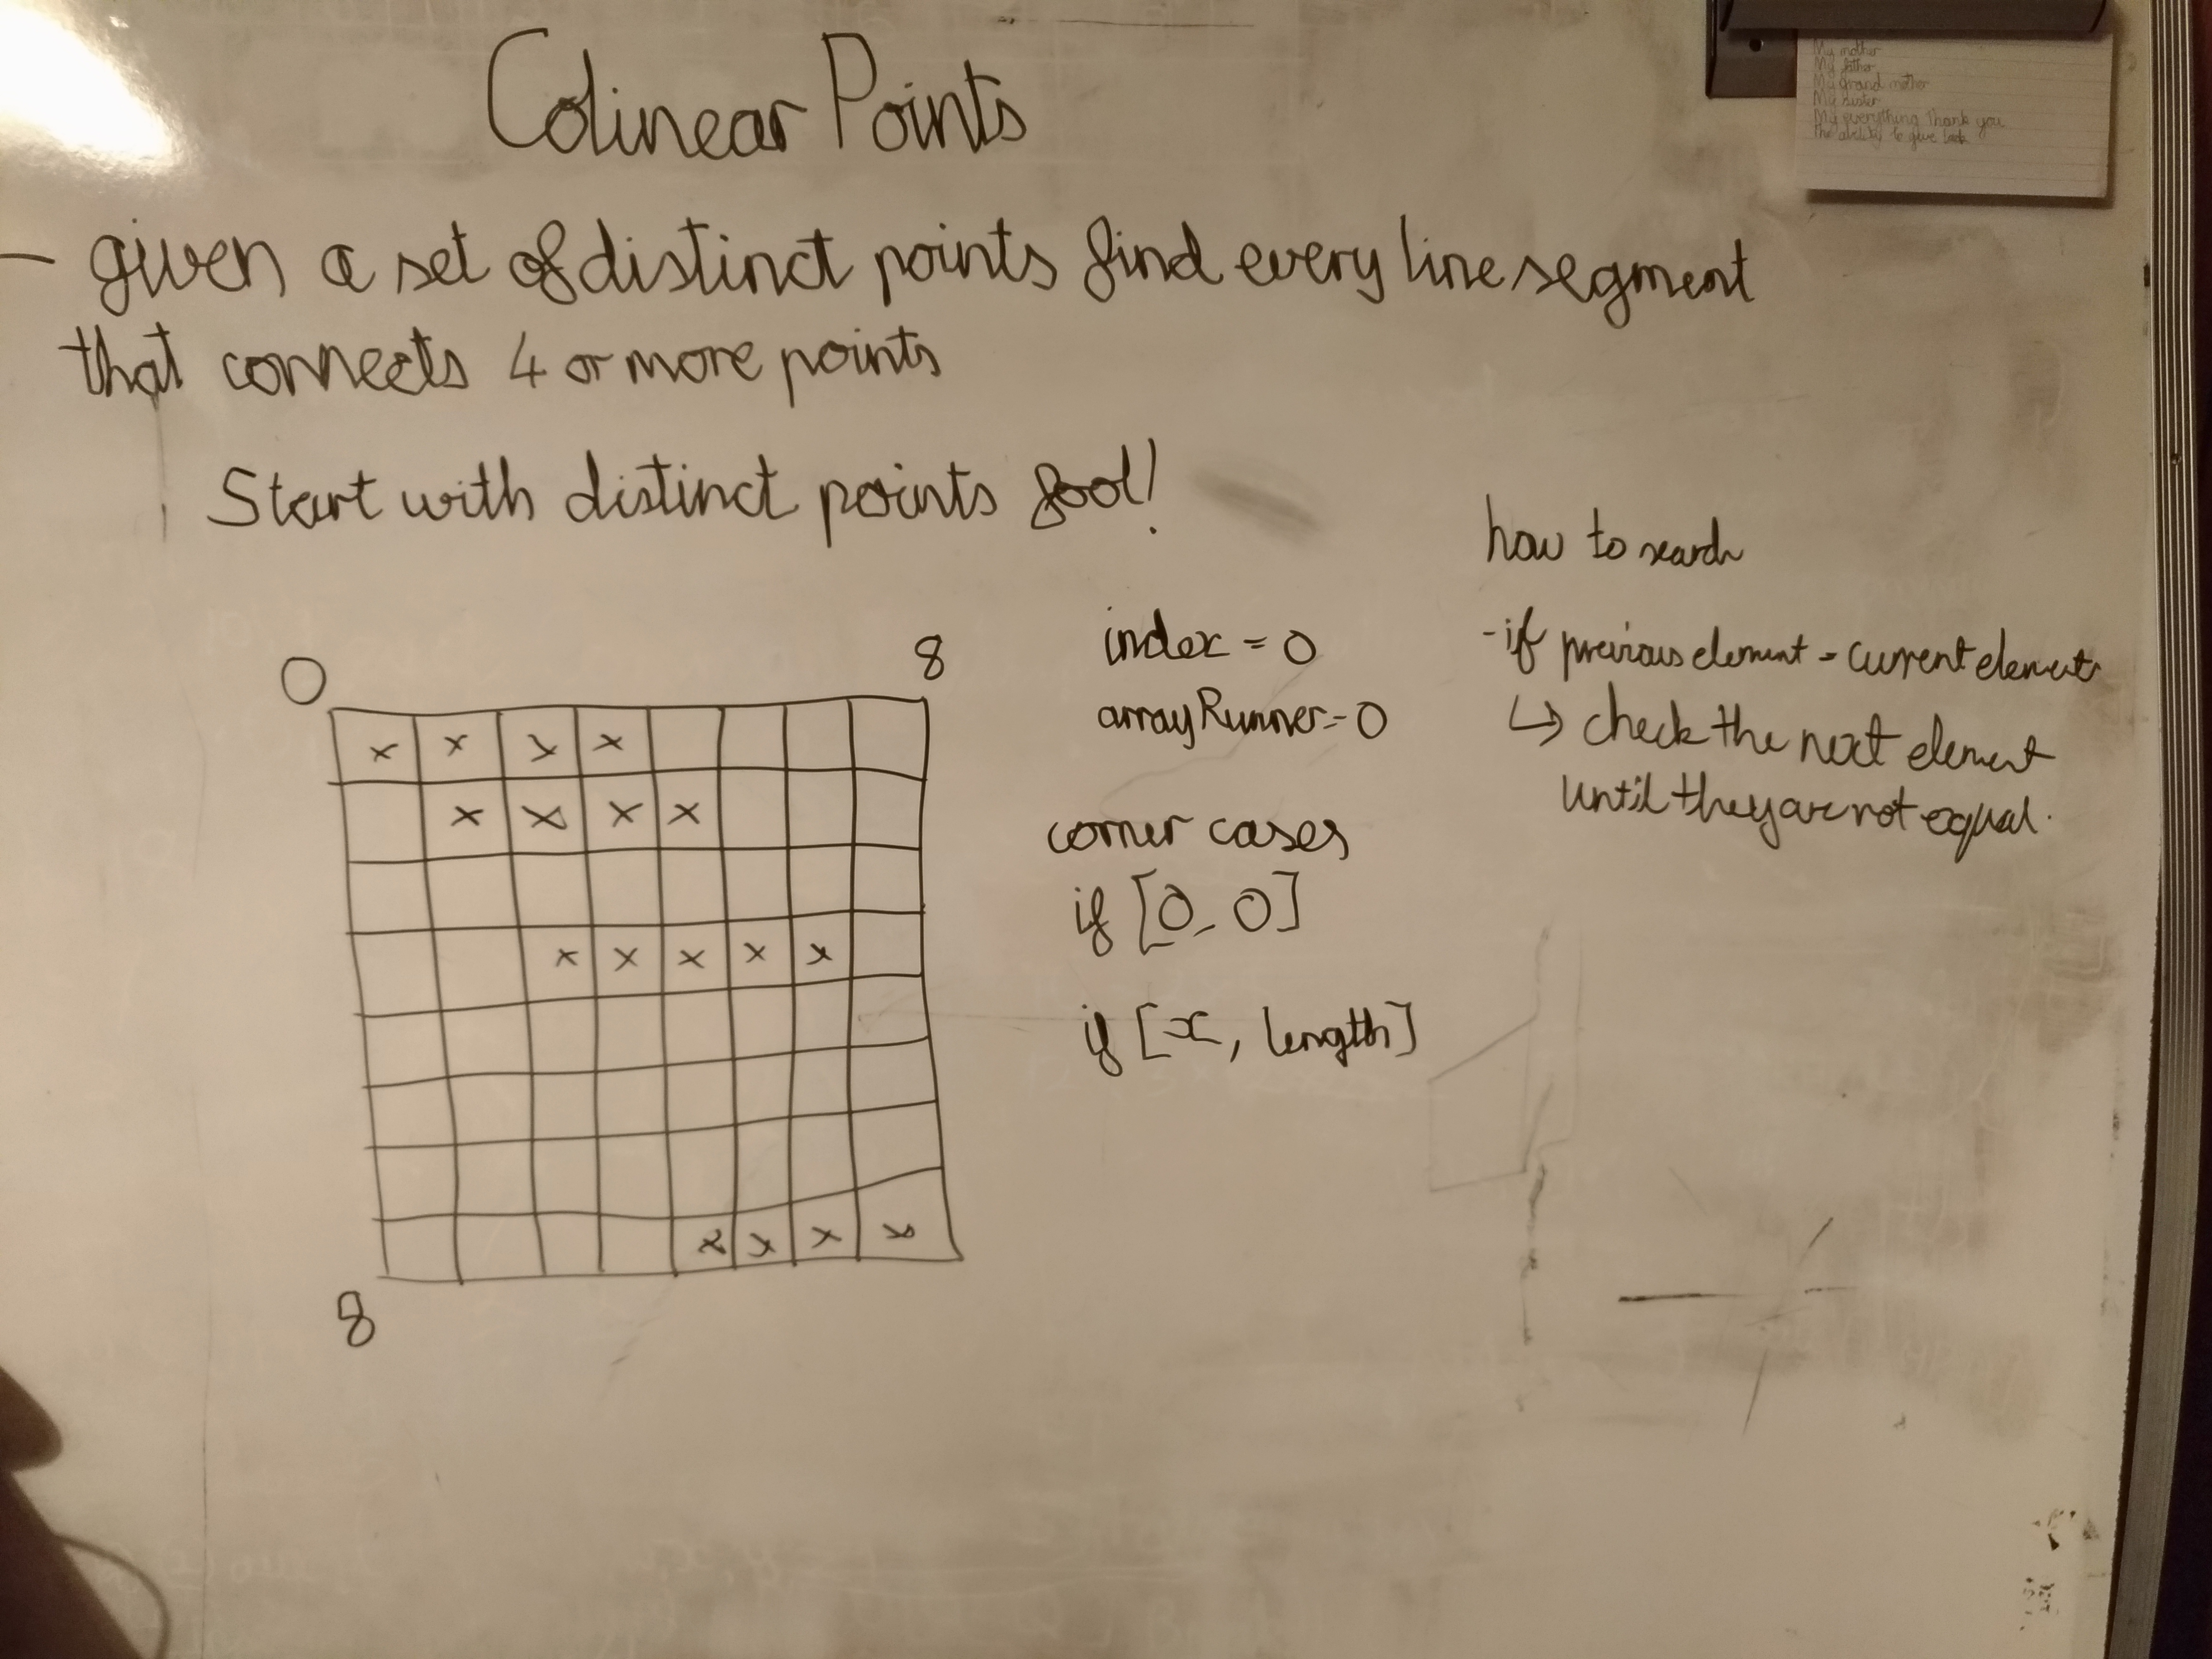 Colinear Points
- given a set of distinct points find every line segment
that connects 4 or more points
Start with distinct points fool!
0 8
x x x x
x x x x
x x x x x
x x x x
8
index = 0
arrayRunner = 0
corner cases
if [0, 0]
if [x, length]
how to search
- if previous element = current element
↳ check the next element
until they are not equal.
My mother
My father
My grand mother
My sister
My everything Thank you
the ability to give back